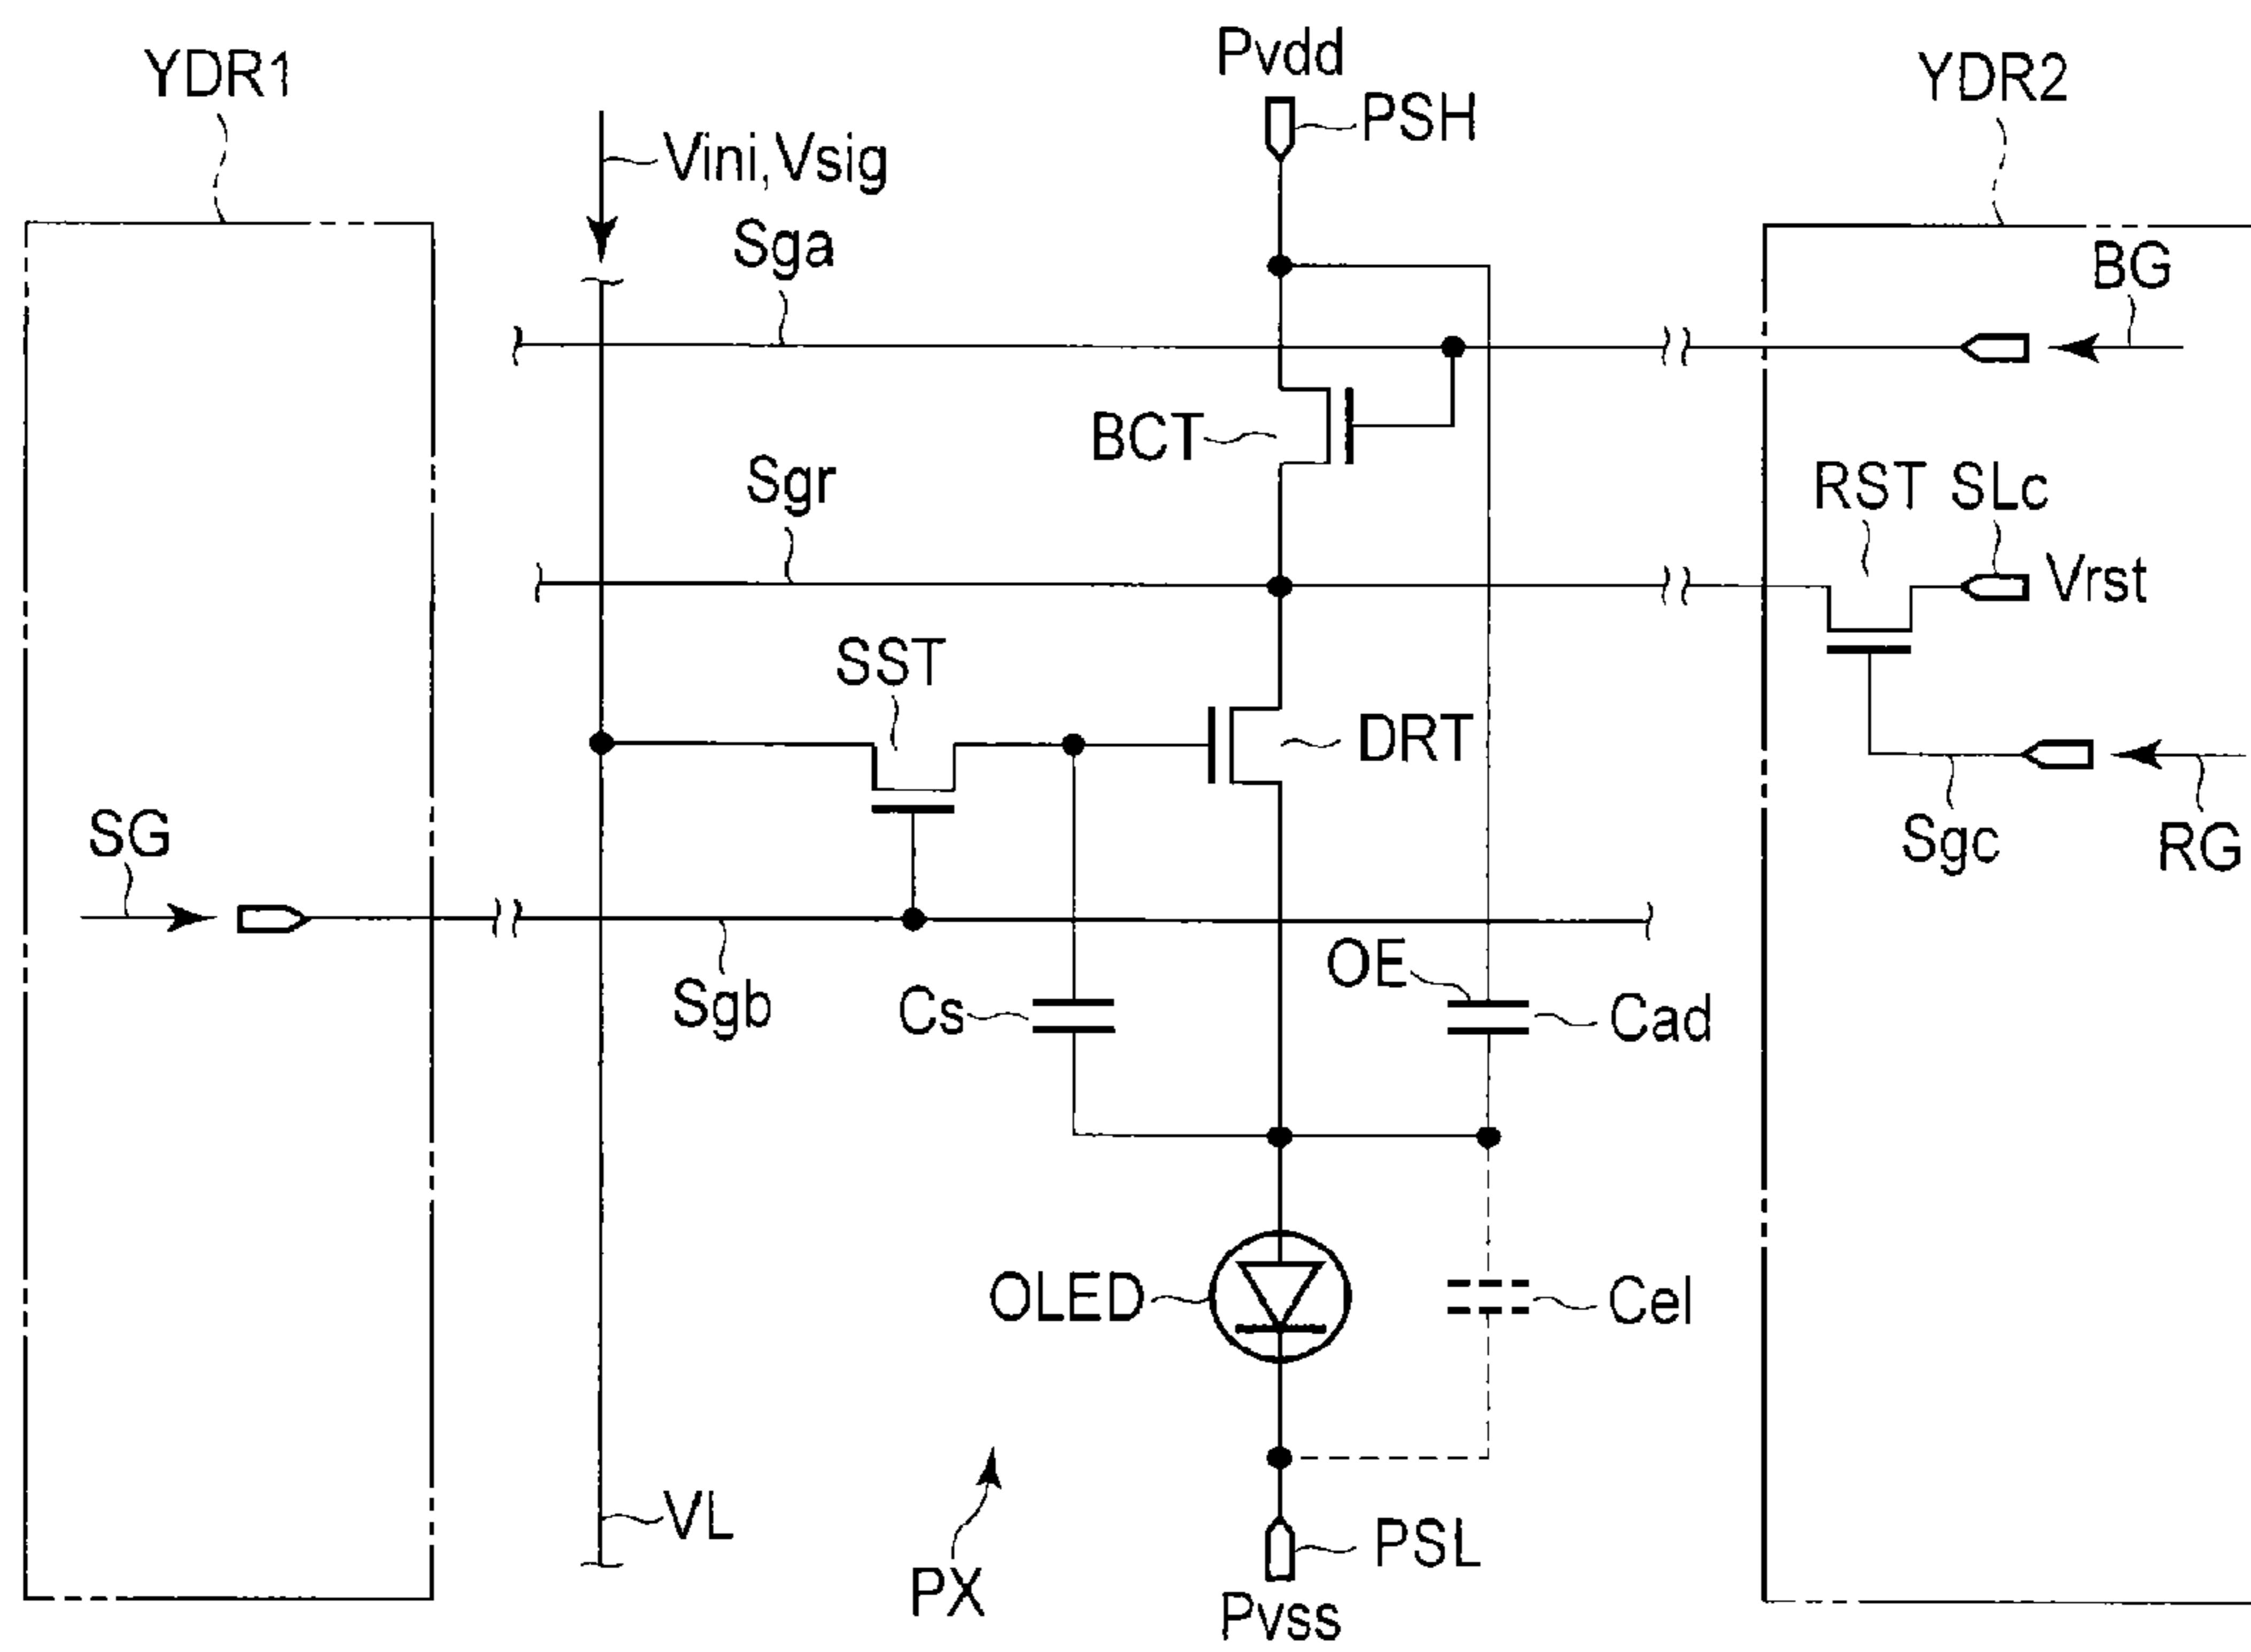 Pvdd
YDR1
YDR2
PSH
Vini,Vsig
Sga
BG
BCT
Sgr
RST SLc
Vrst
SST
DRT
SG
Sgc
RG
OE
Sgb
Cs
Cad
OLED
Cel
VL
PSL
PX
Pvss